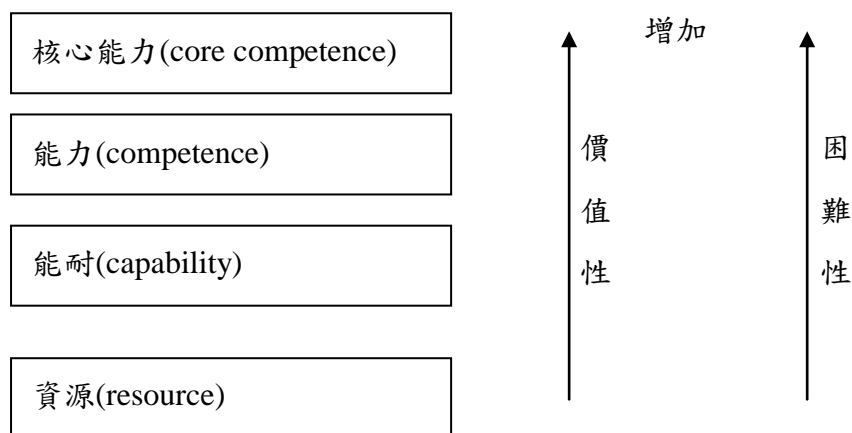 核心能力(core competence)
增加
能力(competence)
能耐(capability)
資源(resource)
價值性
困難性